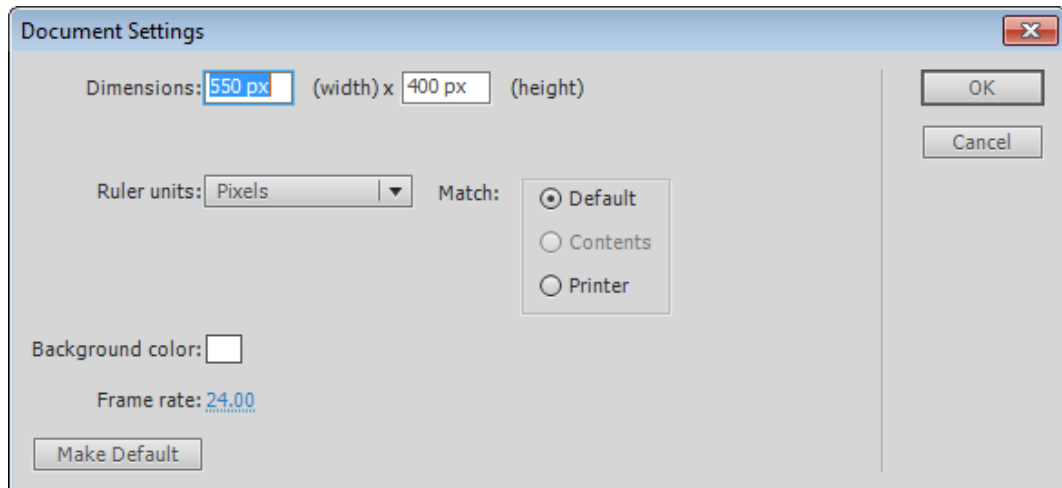 Document Settings
Dimensions: 550 px (width) x 400 px (height)
OK
Cancel
Ruler units: Pixels Match:
Default
Contents
Printer
Background color:
Frame rate: 24.00
Make Default